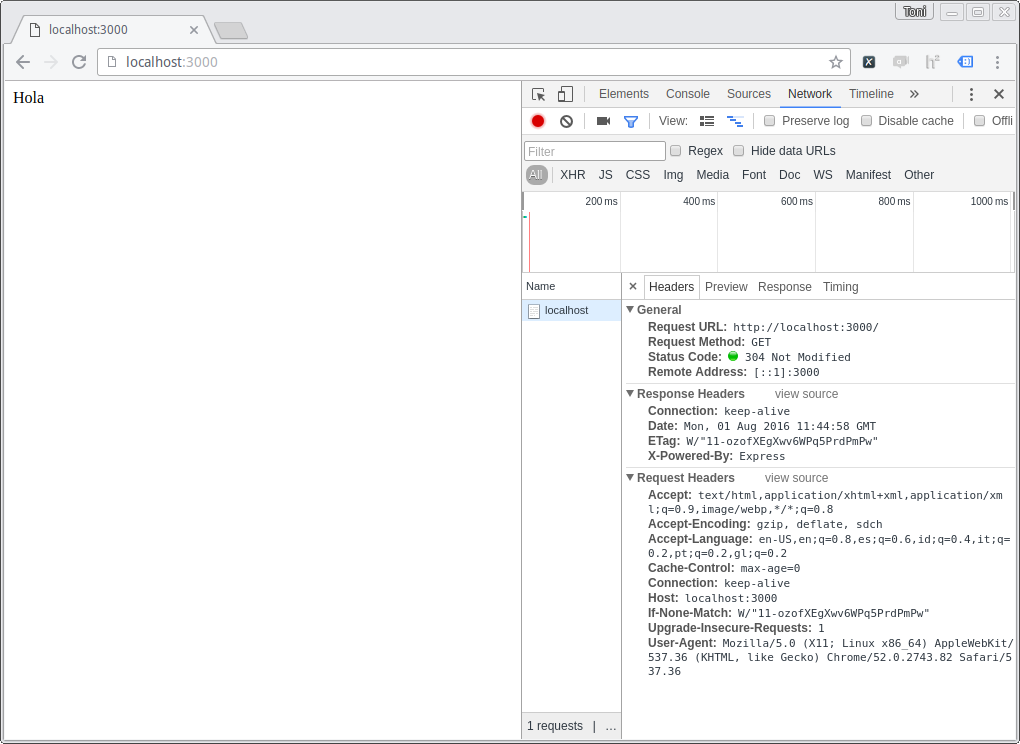 Toni
localhost:3000
localhost:3000
Hola
Elements Console Sources Network Timeline »
View: Preserve log Disable cache Offli
Filter Regex Hide data URLs
All XHR JS CSS Img Media Font Doc WS Manifest Other
200 ms 400 ms 600 ms 800 ms 1000 ms
Name × Headers Preview Response Timing
localhost
General
Request URL: http://localhost:3000/
Request Method: GET
Status Code: 304 Not Modified
Remote Address: [::1]:3000
Response Headers view source
Connection: keep-alive
Date: Mon, 01 Aug 2016 11:44:58 GMT
ETag: W/"11-ozofXEgXwv6WPq5PrdPmPw"
X-Powered-By: Express
Request Headers view source
Accept: text/html,application/xhtml+xml,application/xm
l;q=0.9,image/webp,*/*;q=0.8
Accept-Encoding: gzip, deflate, sdch
Accept-Language: en-US,en;q=0.8,es;q=0.6,id;q=0.4,it;q=
0.2,pt;q=0.2,gl;q=0.2
Cache-Control: max-age=0
Connection: keep-alive
Host: localhost:3000
If-None-Match: W/"11-ozofXEgXwv6WPq5PrdPmPw"
Upgrade-Insecure-Requests: 1
User-Agent: Mozilla/5.0 (X11; Linux x86_64) AppleWebKit/
537.36 (KHTML, like Gecko) Chrome/52.0.2743.82 Safari/5
37.36
1 requests | …